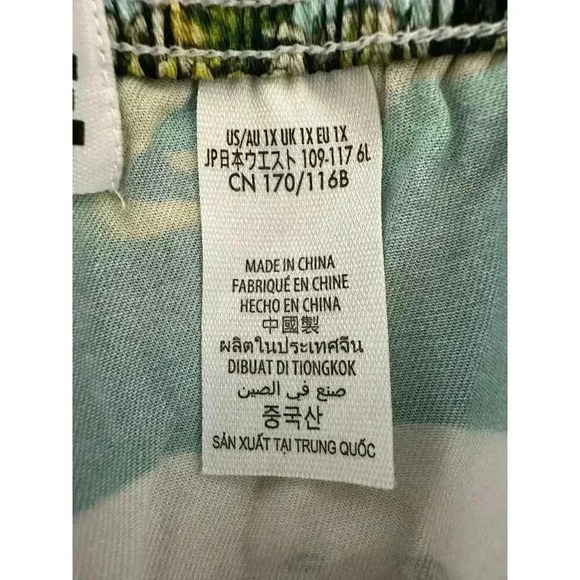 US/AU 1X UK 1X EU 1X
JP日本ウエスト 109-117 6L
CN 170/116B
MADE IN CHINA
FABRIQUÉ EN CHINE
HECHO EN CHINA
中國製
ผลิตในประเทศจีน
DIBUAT DI TIONGKOK
صنع في الصين
중국산
SẢN XUẤT TẠI TRUNG QUỐC